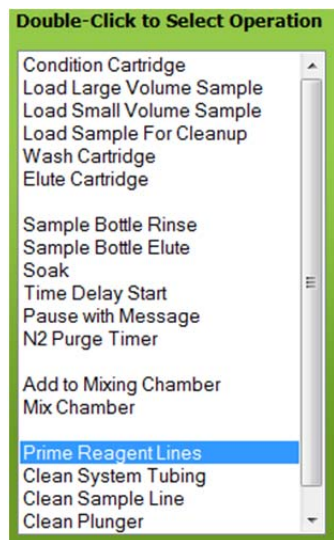 Double-Click to Select Operation
Condition Cartridge
Load Large Volume Sample
Load Small Volume Sample
Load Sample For Cleanup
Wash Cartridge
Elute Cartridge
Sample Bottle Rinse
Sample Bottle Elute
Soak
Time Delay Start
Pause with Message
N2 Purge Timer
Add to Mixing Chamber
Mix Chamber
Prime Reagent Lines
Clean System Tubing
Clean Sample Line
Clean Plunger